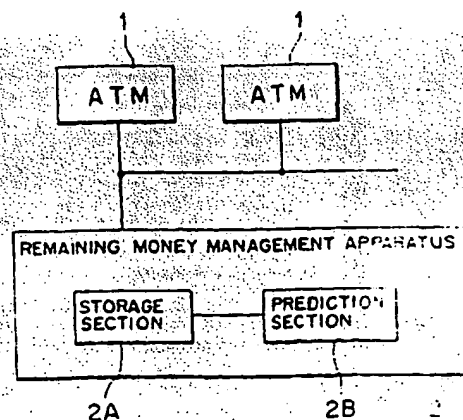 1 1
ATM ATM
REMAINING MONEY MANAGEMENT APPARATUS
STORAGE PREDICTION
SECTION SECTION
2A 2B